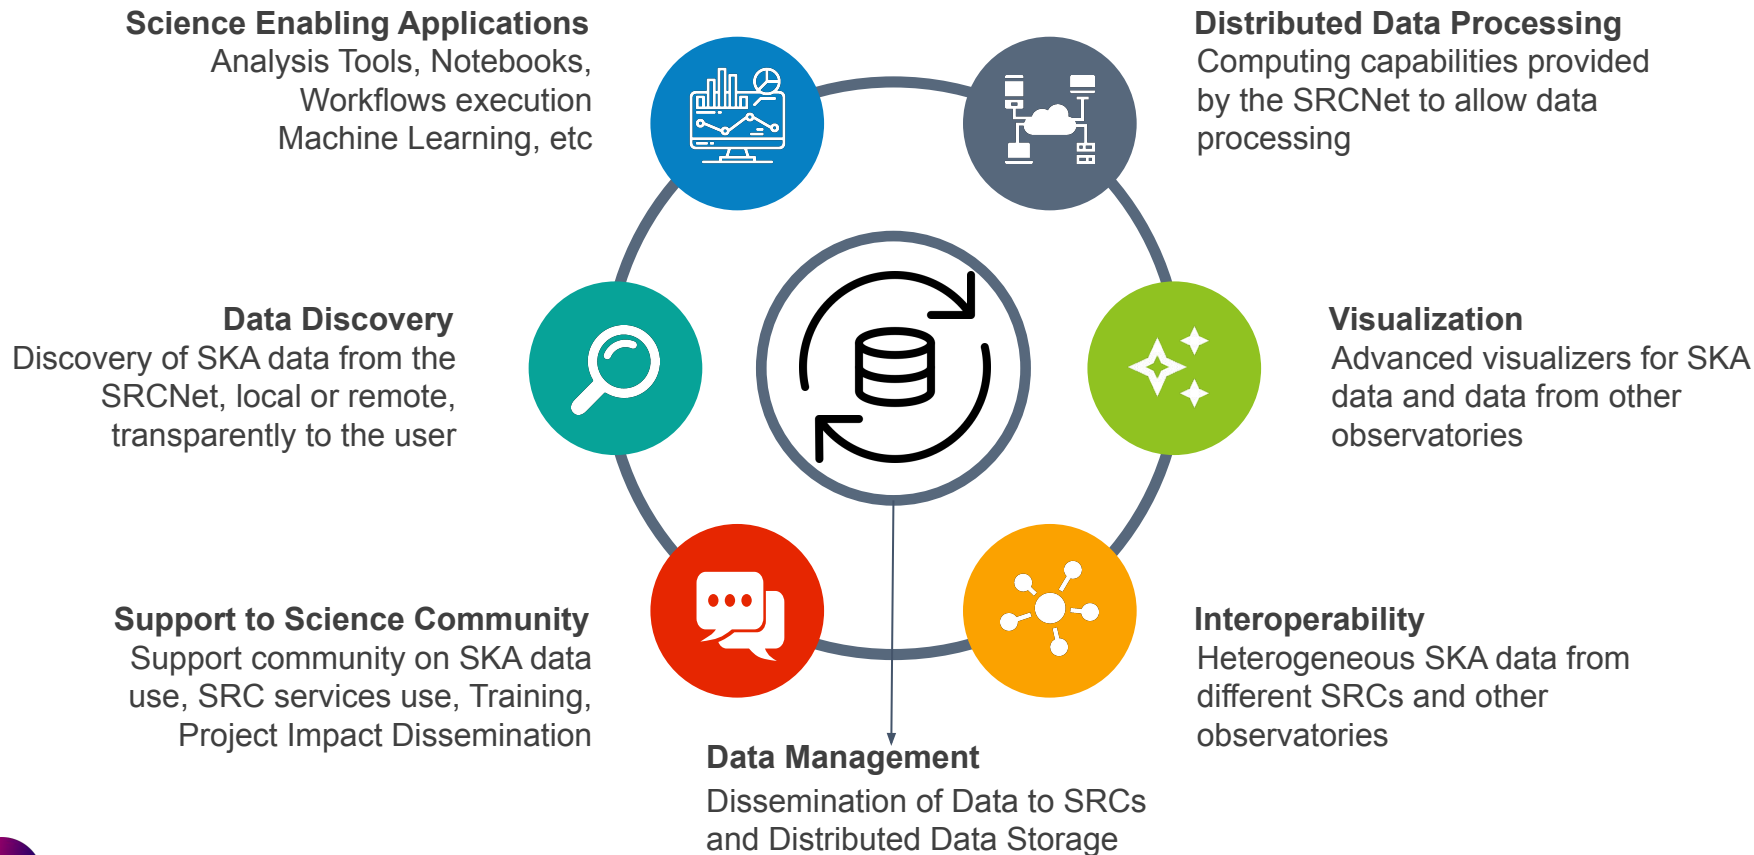 Science Enabling Applications
Analysis Tools, Notebooks,
Workflows execution
Machine Learning, etc
Distributed Data Processing
Computing capabilities provided
by the SRCNet to allow data
processing
Data Discovery
Discovery of SKA data from the
SRCNet, local or remote,
transparently to the user
Visualization
Advanced visualizers for SKA
data and data from other
observatories
Support to Science Community
Support community on SKA data
use, SRC services use, Training,
Project Impact Dissemination
Interoperability
Heterogeneous SKA data from
different SRCs and other
observatories
Data Management
Dissemination of Data to SRCs
and Distributed Data Storage